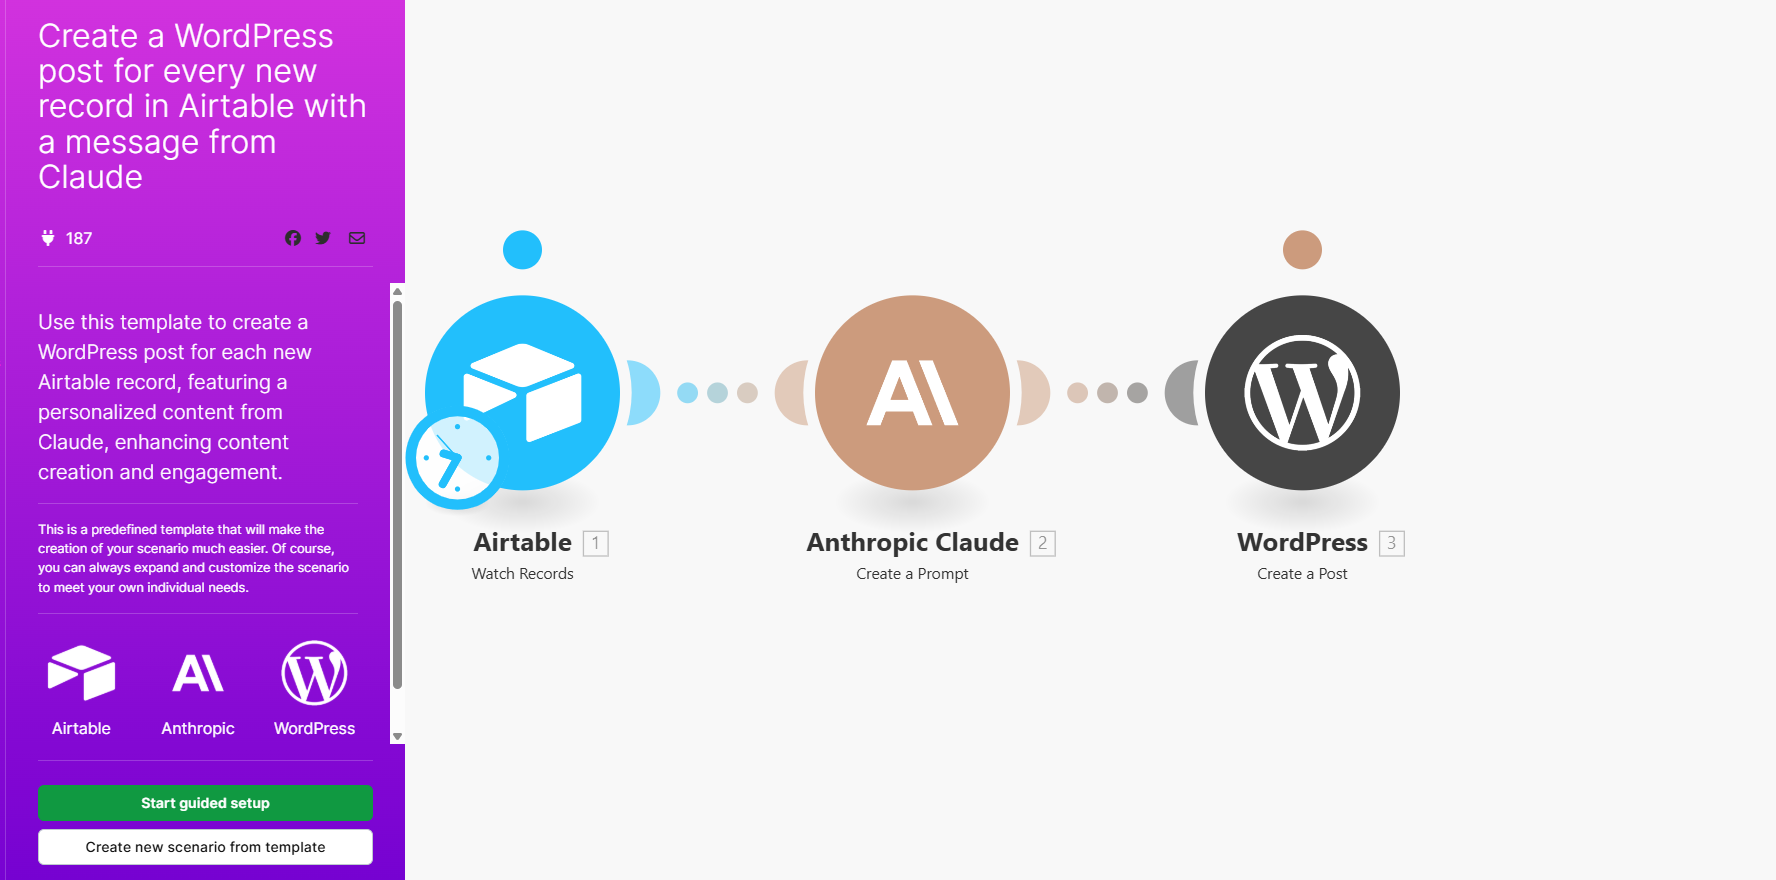 Create a WordPress
post for every new
record in Airtable with
a message from
Claude
187
Use this template to create a
WordPress post for each new
Airtable record, featuring a
personalized content from
Claude, enhancing content
creation and engagement.
This is a predefined template that will make the
creation of your scenario much easier. Of course,
you can always expand and customize the scenario
to meet your own individual needs.
Airtable
Anthropic
WordPress
Start guided setup
Create new scenario from template
Airtable 1
Watch Records
Anthropic Claude 2
Create a Prompt
WordPress 3
Create a Post